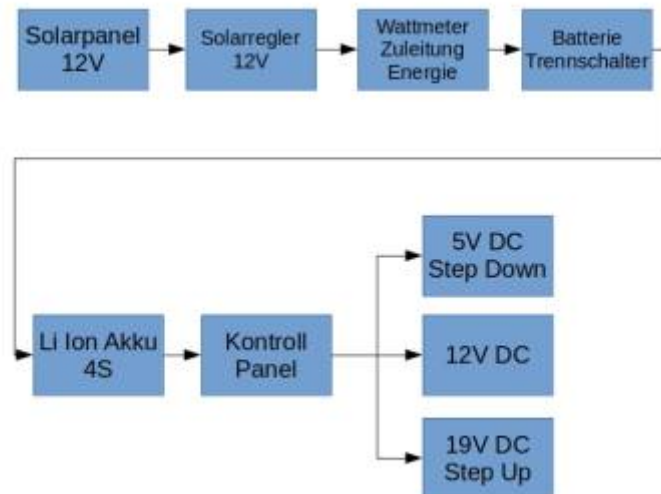 Solarpanel
12V
Solarregler
12V
Wattmeter
Zuleitung
Energie
Batterie
Trennschalter
Li Ion Akku
4S
Kontroll
Panel
5V DC
Step Down
12V DC
19V DC
Step Up